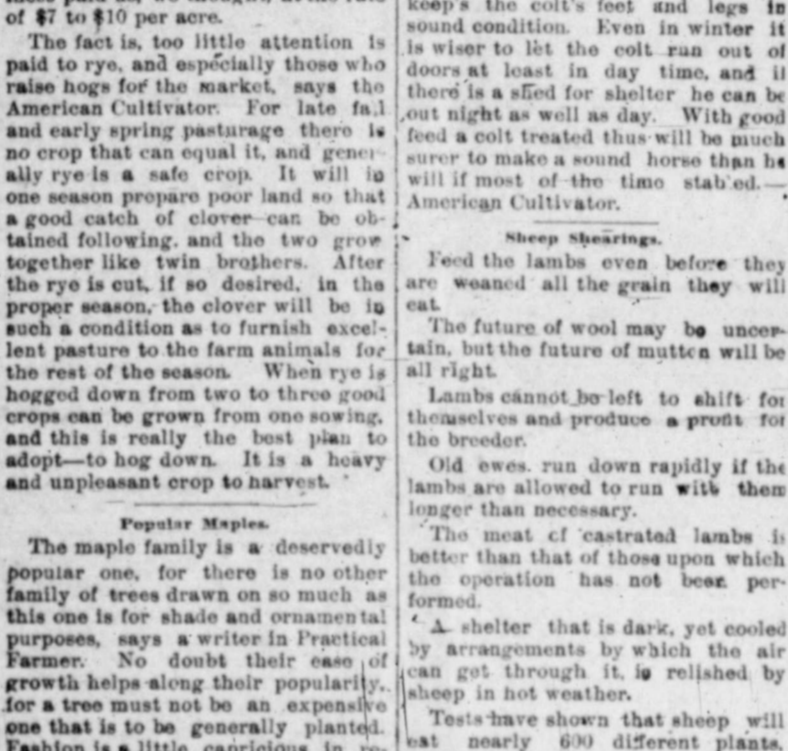 of $7 to $10 per acre.
The fact is, too little attention is
paid to rye, and especially those who
raise hogs for the market, says the
American Cultivator. For late fall
and early spring pasturage there is
no crop that can equal it, and gener-
ally rye is a safe crop. It will in
one season prepare poor land so that
a good catch of clover can be ob-
tained following, and the two grow
together like twin brothers. After
the rye is cut, if so desired, in the
proper season, the clover will be in
such a condition as to furnish excel-
lent pasture to the farm animals for
the rest of the season. When rye is
hogged down from two to three good
crops can be grown from one sowing,
and this is really the best plan to
adopt—to hog down. It is a heavy
and unpleasant crop to harvest.
Popular Maples.
The maple family is a deservedly
popular one, for there is no other
family of trees drawn on so much as
this one is for shade and ornamental
purposes, says a writer in Practical
Farmer. No doubt their ease of
growth helps along their popularity,
for a tree must not be an expensive
one that is to be generally planted.
Fashion is a little capricious in re-
keeps the colt's feet and legs in
sound condition. Even in winter it
is wiser to let the colt run out of
doors at least in day time, and if
there is a shed for shelter he can be
out night as well as day. With good
feed a colt treated thus will be much
surer to make a sound horse than he
will if most of the time stabled.—
American Cultivator.
Sheep Shearings.
Feed the lambs even before they
are weaned all the grain they will
eat.
The future of wool may be uncer-
tain, but the future of mutton will be
all right.
Lambs cannot be left to shift for
themselves and produce a profit for
the breeder.
Old ewes. run down rapidly if the
lambs are allowed to run with them
longer than necessary.
The meat of castrated lambs is
better than that of those upon which
the operation has not been per-
formed.
A shelter that is dark, yet cooled
by arrangements by which the air
can get through it, is relished by
sheep in hot weather.
Tests have shown that sheep will
eat nearly 600 different plants,